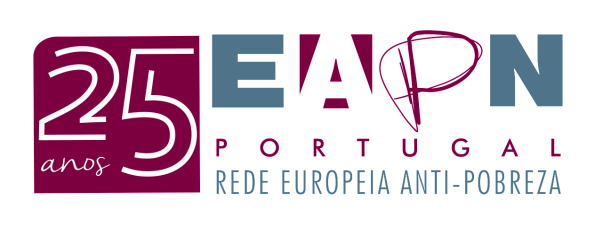 25
anos
EAPN
PORTUGAL
REDE EUROPEIA ANTI-POBREZA